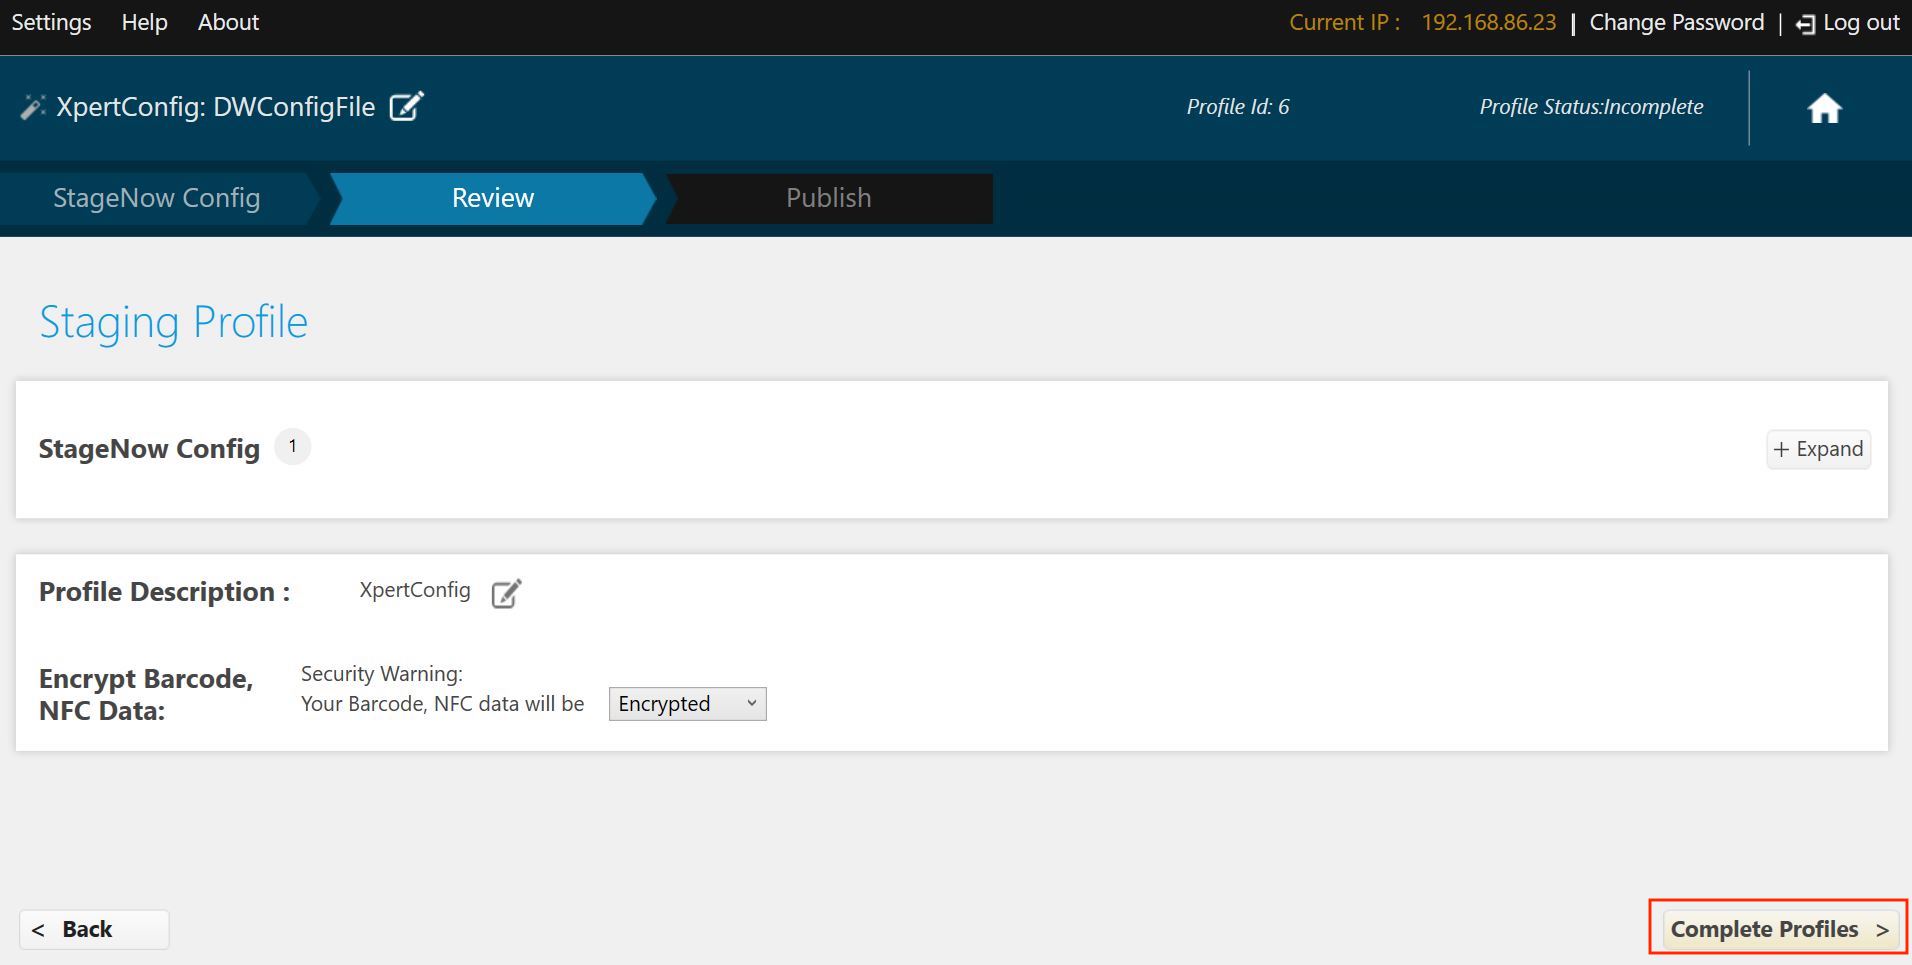 Settings Help About Current IP : 192.168.86.23 | Change Password | Log out
XpertConfig: DWConfigFile Profile Id: 6 Profile Status:Incomplete
StageNow Config Review Publish
Staging Profile
StageNow Config 1 + Expand
Profile Description : XpertConfig
Encrypt Barcode, NFC Data:
Security Warning:
Your Barcode, NFC data will be Encrypted
< Back Complete Profiles >